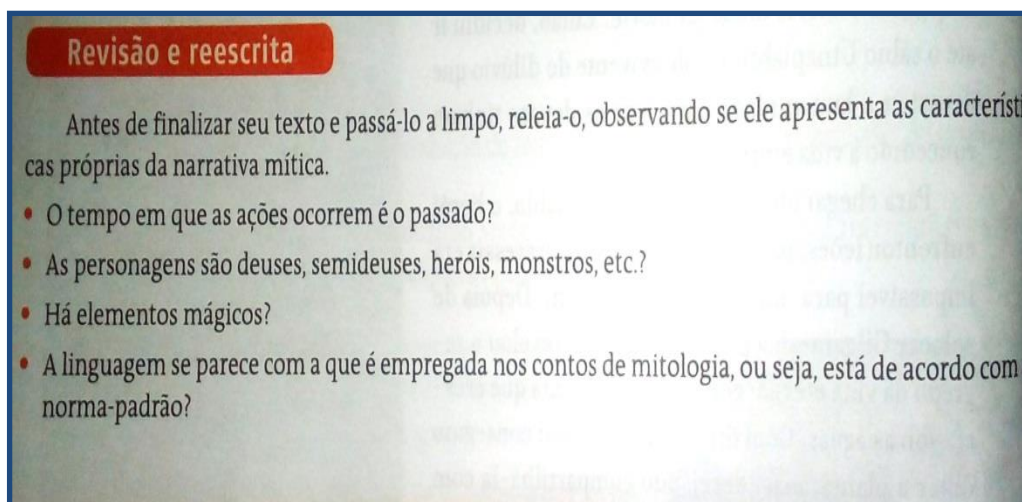 Revisão e reescrita
Antes de finalizar seu texto e passá-lo a limpo, releia-o, observando se ele apresenta as característi
cas próprias da narrativa mítica.
• O tempo em que as ações ocorrem é o passado?
• As personagens são deuses, semideuses, heróis, monstros, etc.?
• Há elementos mágicos?
• A linguagem se parece com a que é empregada nos contos de mitologia, ou seja, está de acordo com
norma-padrão?